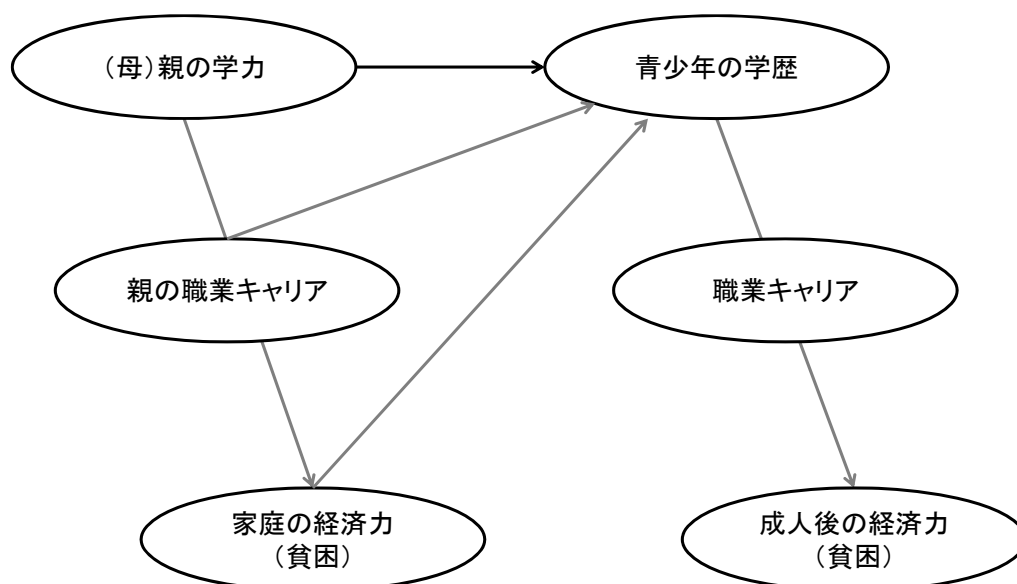 （母）親の学力
青少年の学歴
親の職業キャリア
職業キャリア
家庭の経済力
（貧困）
成人後の経済力
（貧困）